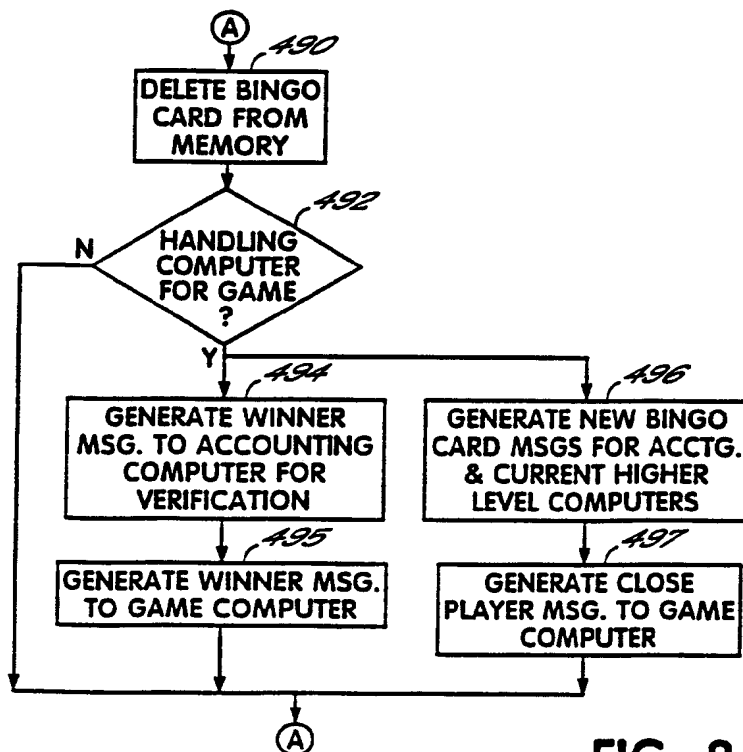 A
490
DELETE BINGO
CARD FROM
MEMORY
492
N
HANDLING
COMPUTER
FOR GAME
?
Y
494
GENERATE WINNER
MSG. TO ACCOUNTING
COMPUTER FOR
VERIFICATION
496
GENERATE NEW BINGO
CARD MSGS FOR ACCTG.
& CURRENT HIGHER
LEVEL COMPUTERS
495
GENERATE WINNER MSG.
TO GAME COMPUTER
497
GENERATE CLOSE
PLAYER MSG. TO GAME
COMPUTER
A